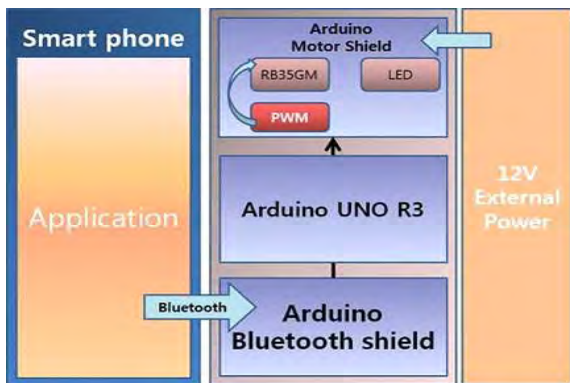 Smart phone
Application
Bluetooth
Arduino
Motor Shield
RB35GM
LED
PWM
Arduino UNO R3
Arduino
Bluetooth shield
12V
External
Power